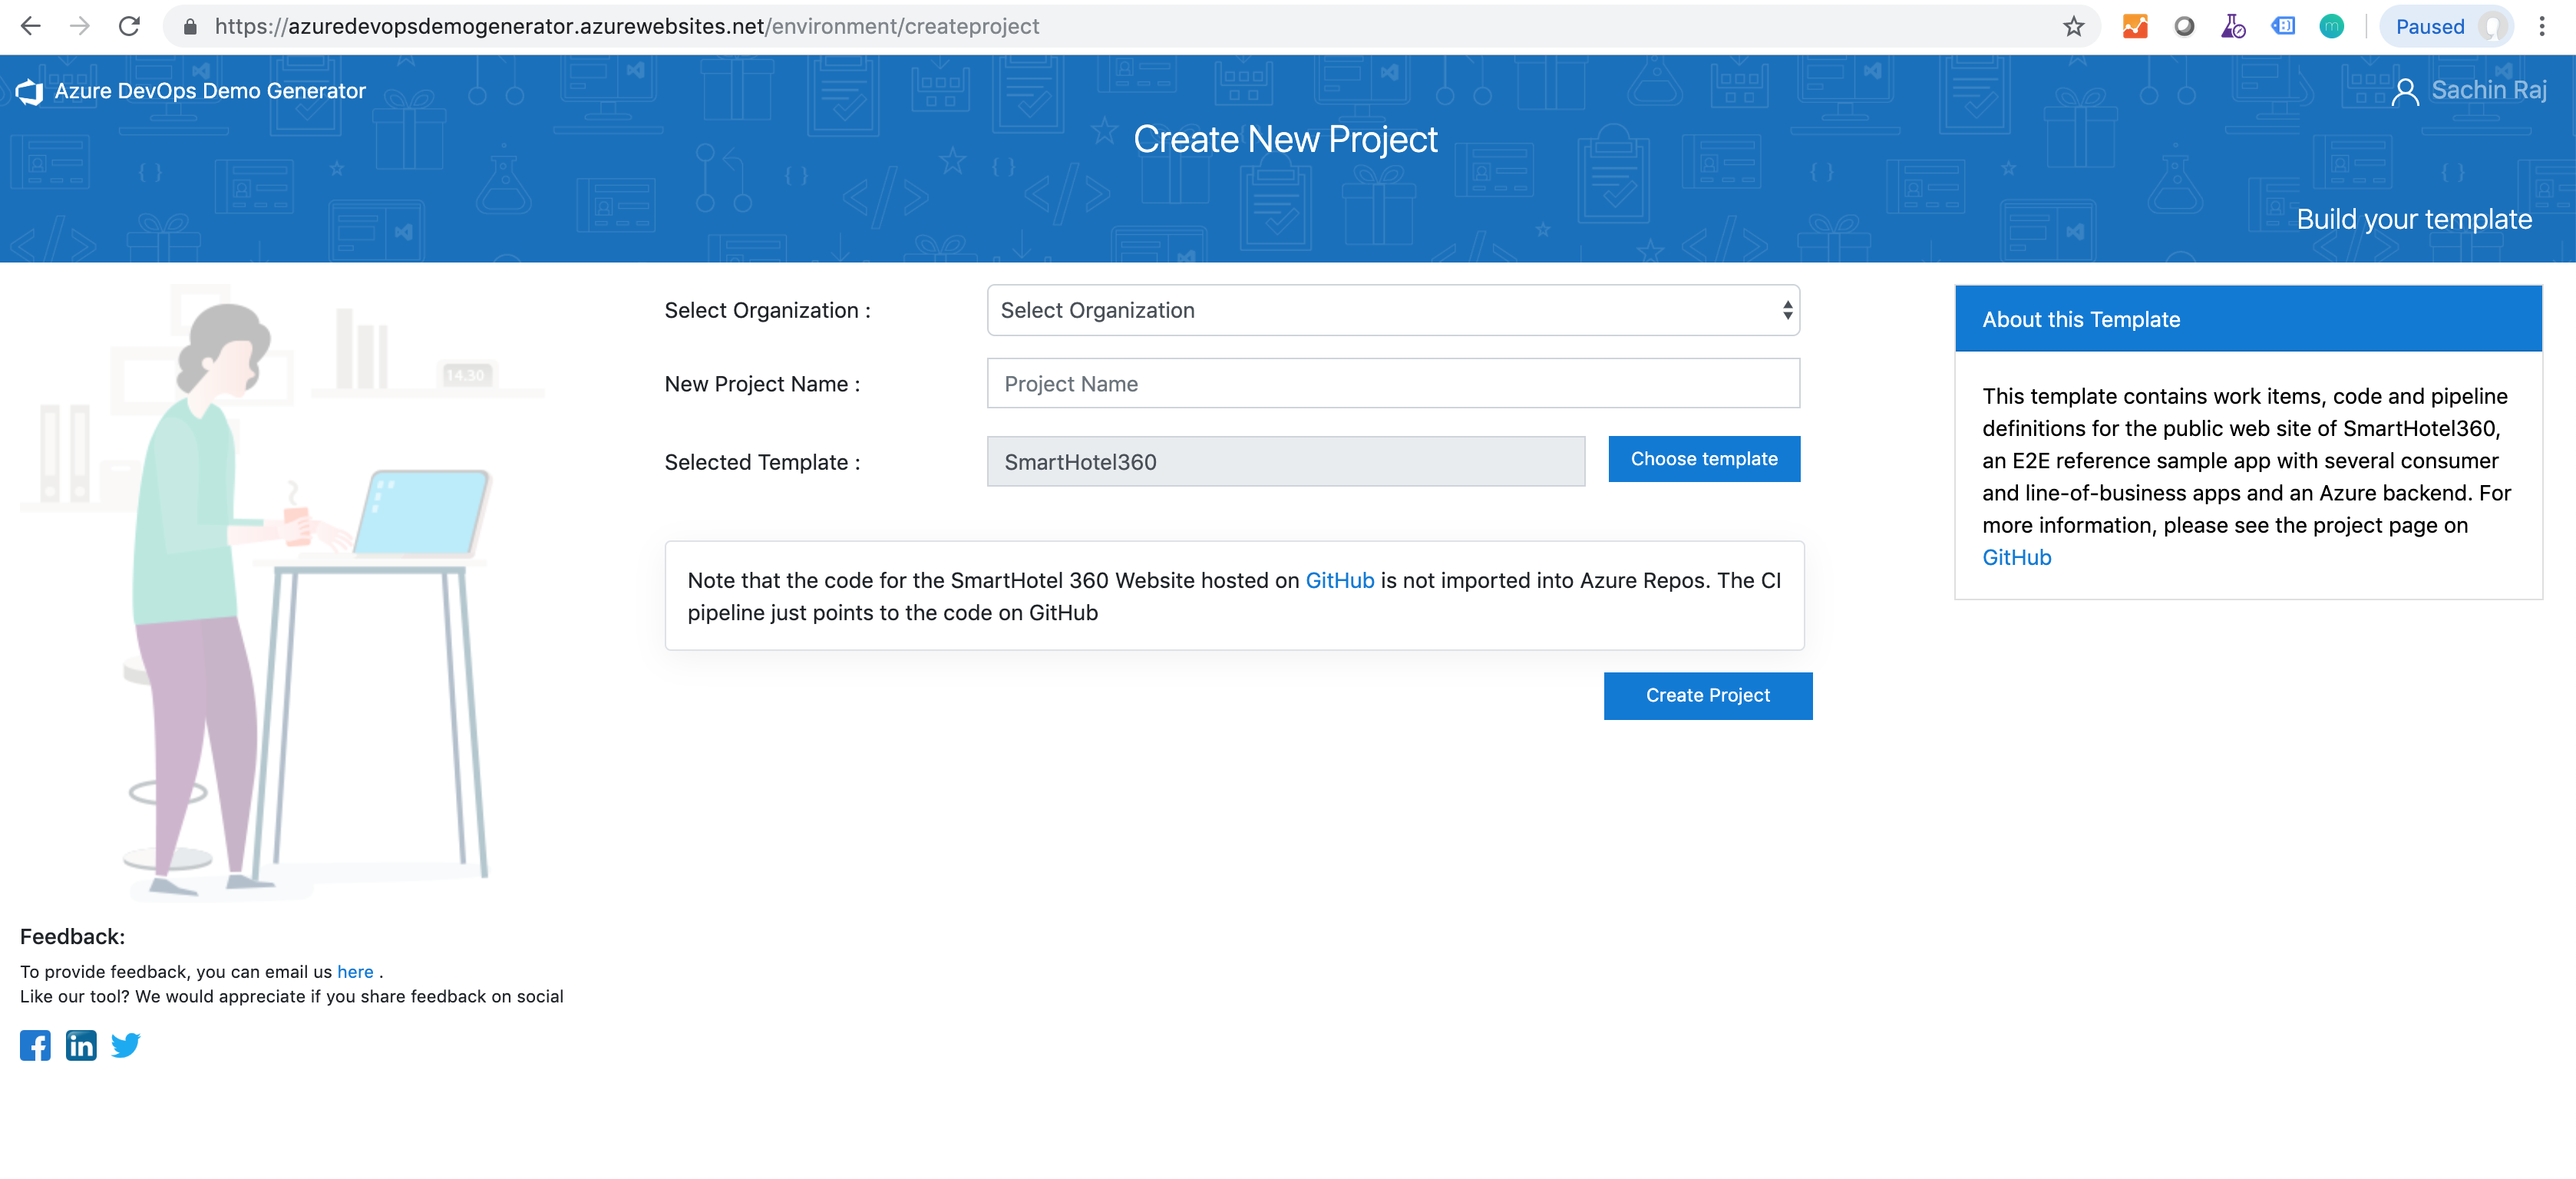 https://azuredevopsdemogenerator.azurewebsites.net/environment/createproject
Paused
Azure DevOps Demo Generator
Sachin Raj
Create New Project
Build your template
Select Organization :
Select Organization
New Project Name :
Project Name
Selected Template :
SmartHotel360
Choose template
Note that the code for the SmartHotel 360 Website hosted on GitHub is not imported into Azure Repos. The CI
pipeline just points to the code on GitHub
Create Project
About this Template
This template contains work items, code and pipeline
definitions for the public web site of SmartHotel360,
an E2E reference sample app with several consumer
and line-of-business apps and an Azure backend. For
more information, please see the project page on
GitHub
14.30
Feedback:
To provide feedback, you can email us here .
Like our tool? We would appreciate if you share feedback on social
f
in
m